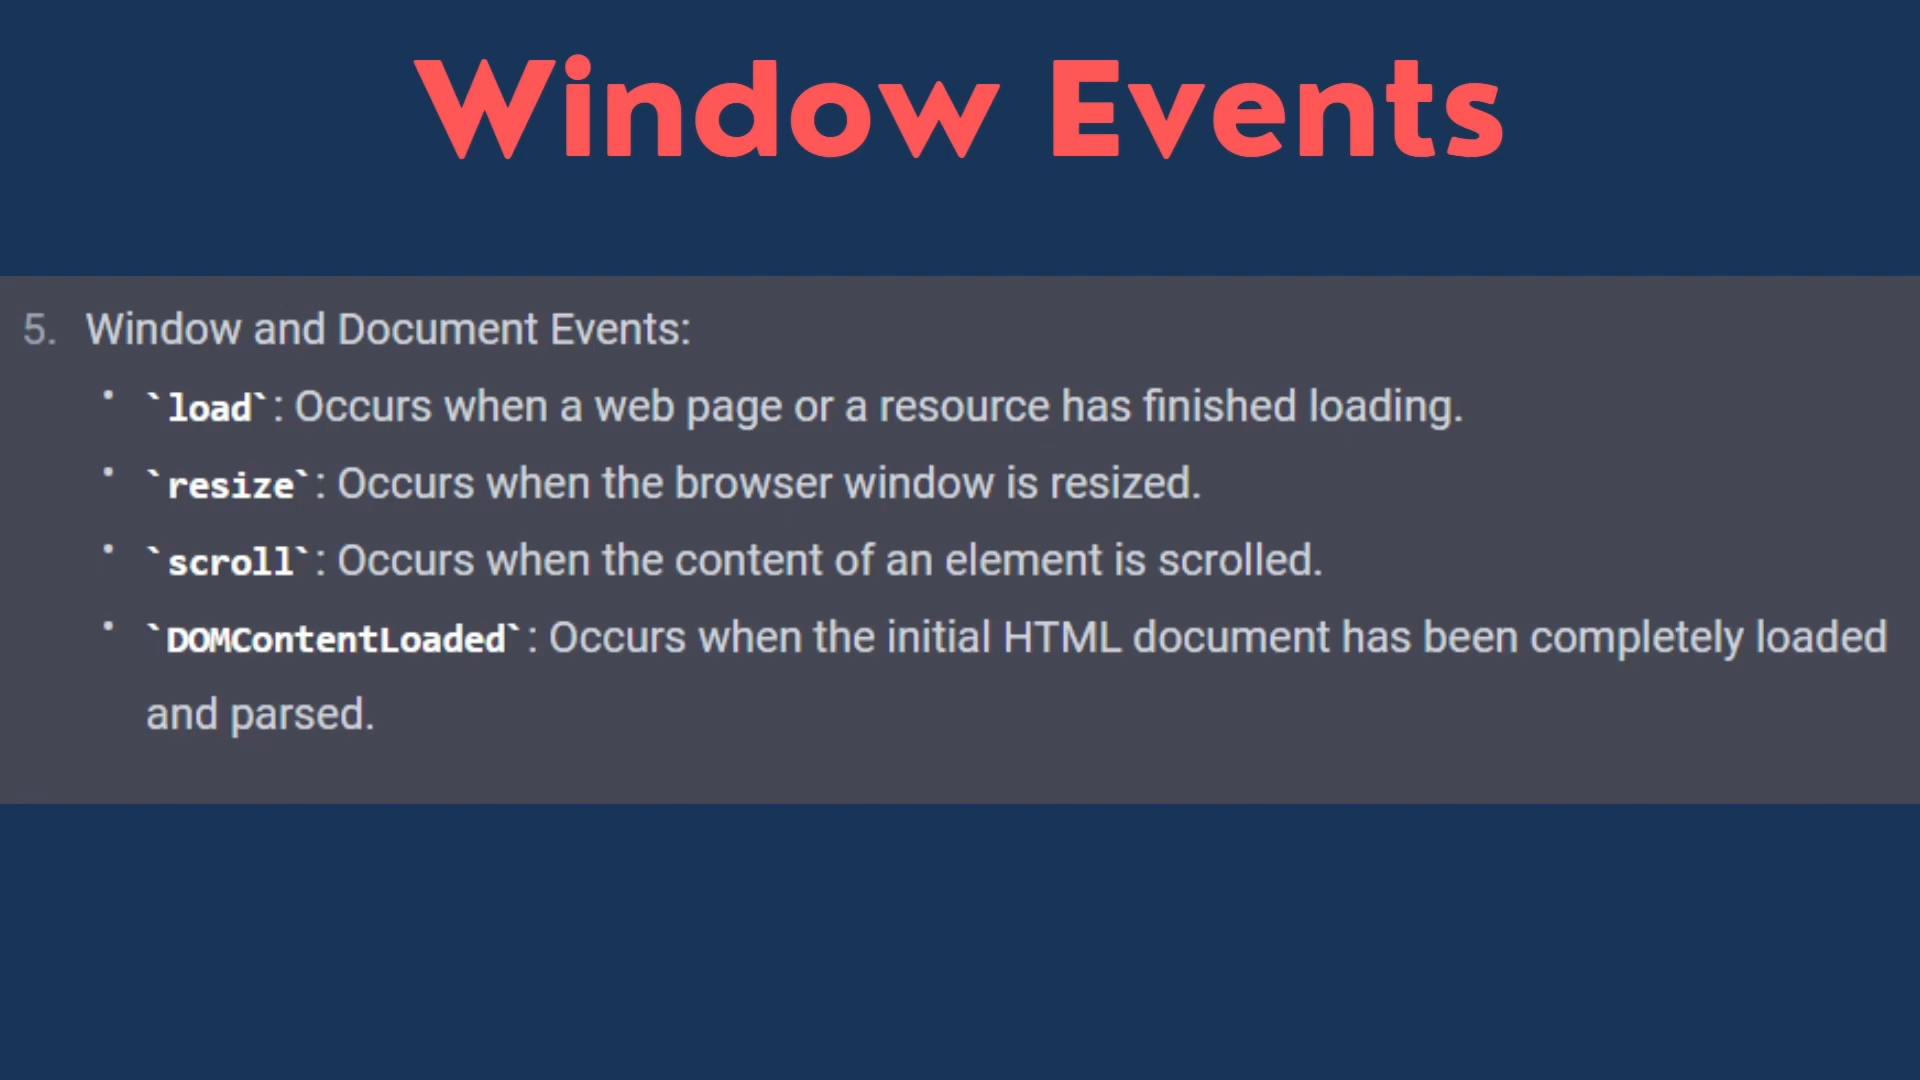 Window Events
5. Window and Document Events:
• `load`: Occurs when a web page or a resource has finished loading.
• `resize`: Occurs when the browser window is resized.
• `scroll`: Occurs when the content of an element is scrolled.
• `DOMContentLoaded`: Occurs when the initial HTML document has been completely loaded
and parsed.